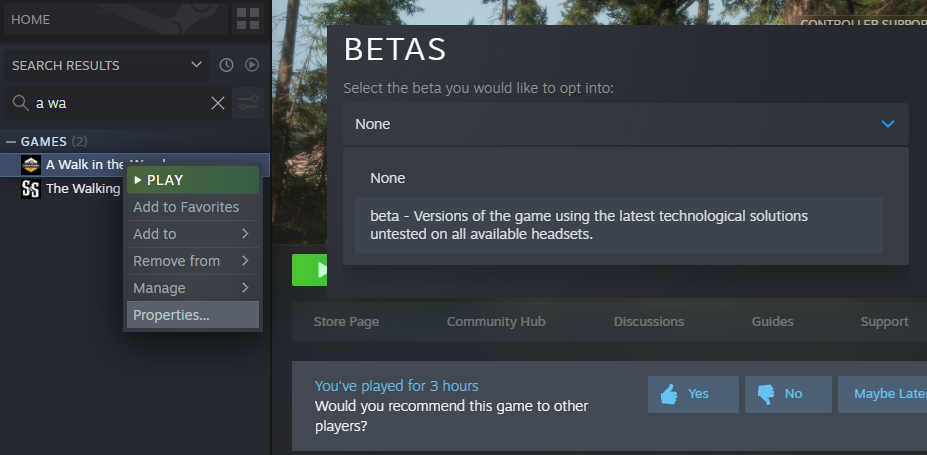 HOME
SEARCH RESULTS
a wa
GAMES (2)
A Walk in the
The Walking
PLAY
Add to Favorites
Add to
Remove from
Manage
Properties...
CONTROLLER SUPPOR
BETAS
Select the beta you would like to opt into:
None
None
beta - Versions of the game using the latest technological solutions
untested on all available headsets.
Store Page
Community Hub
Discussions
Guides
Support
You've played for 3 hours
Would you recommend this game to other
players?
Yes
No
Maybe Later